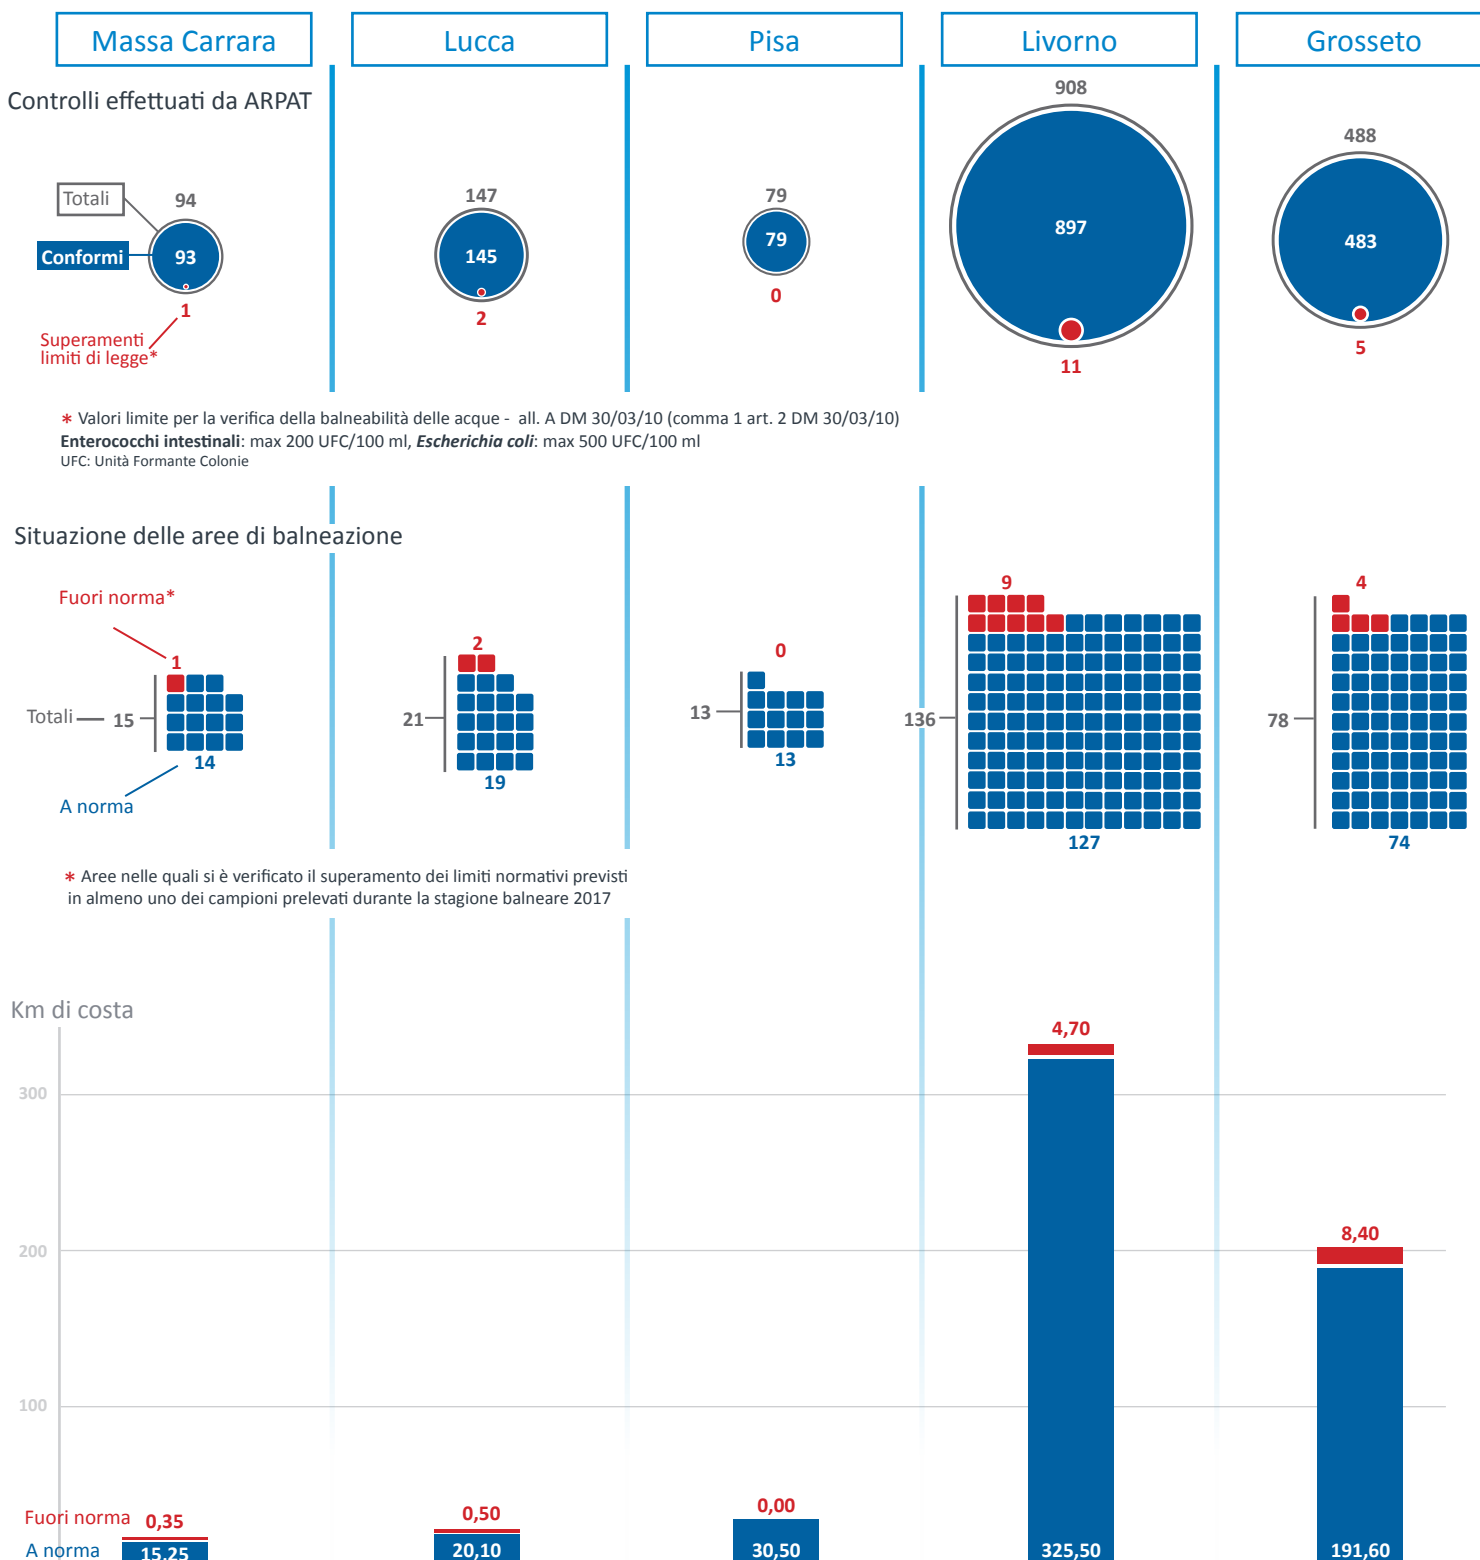 Massa Carrara
Lucca
Pisa
Livorno
Grosseto
Controlli effettuati da ARPAT
Totali
94
Conformi
93
1
Superamenti
limiti di legge*
147
145
2
79
79
0
908
897
11
488
483
5
* Valori limite per la verifica della balneabilità delle acque - all. A DM 30/03/10 (comma 1 art. 2 DM 30/03/10)
Enterococchi intestinali: max 200 UFC/100 ml, Escherichia coli: max 500 UFC/100 ml
UFC: Unità Formante Colonie
Situazione delle aree di balneazione
Fuori norma*
1
Totali
15
14
A norma
2
21
19
0
13
13
9
136
127
4
78
74
* Aree nelle quali si è verificato il superamento dei limiti normativi previsti
in almeno uno dei campioni prelevati durante la stagione balneare 2017
Km di costa
300
200
100
4,70
8,40
Fuori norma 0,35
0,50
0,00
A norma 15,25
20,10
30,50
325,50
191,60